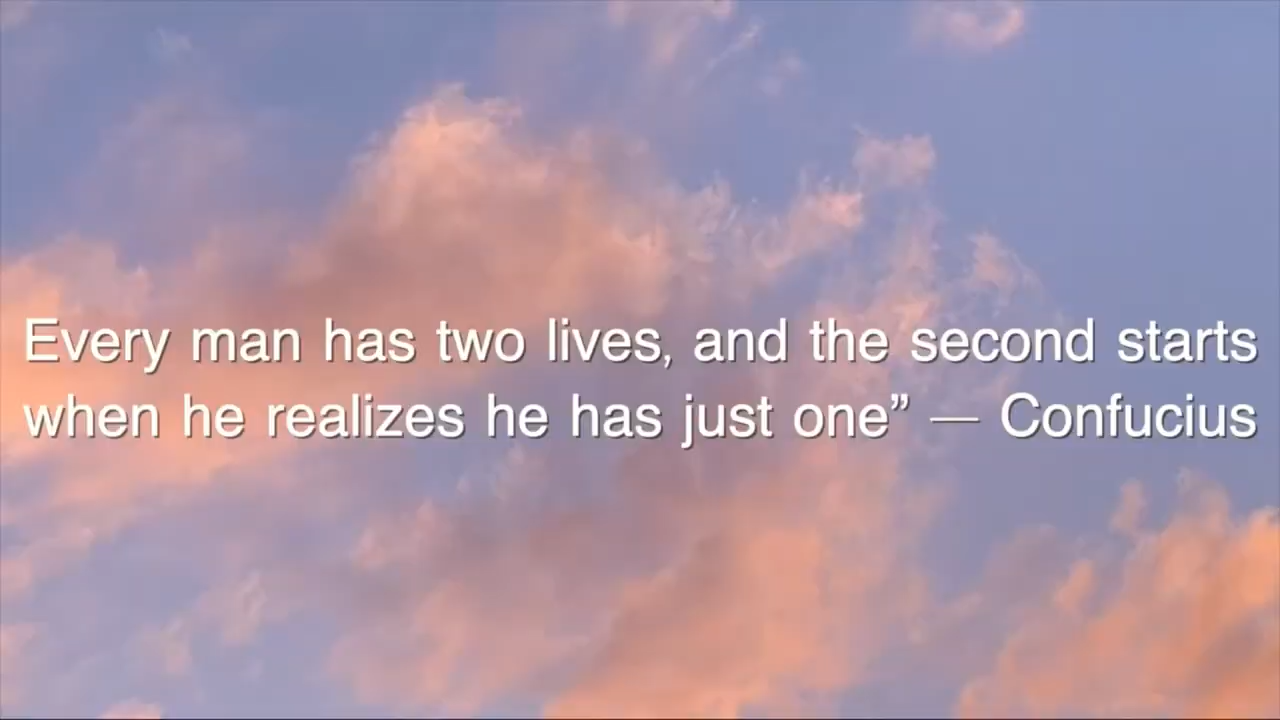 Every man has two lives, and the second starts
when he realizes he has just one” — Confucius